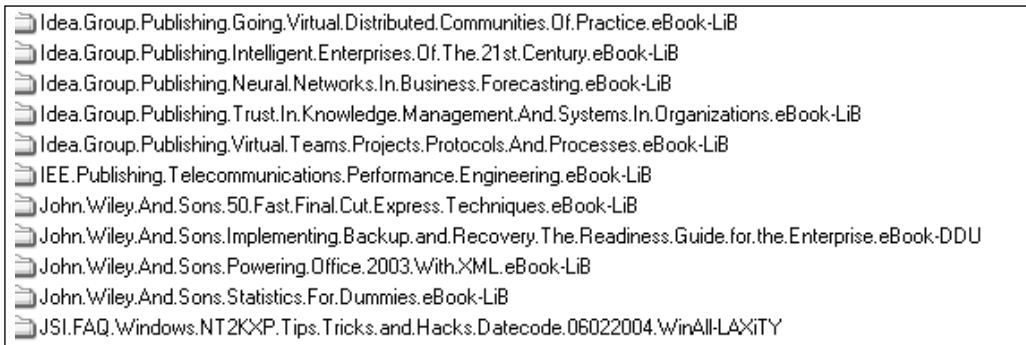 Idea.Group.Publishing.Going.Virtual.Distributed.Communities.Of.Practice.eBook-LiB
Idea.Group.Publishing.Intelligent.Enterprises.Of.The.21st.Century.eBook-LiB
Idea.Group.Publishing.Neural.Networks.In.Business.Forecasting.eBook-LiB
Idea.Group.Publishing.Trust.In.Knowledge.Management.And.Systems.In.Organizations.eBook-LiB
Idea.Group.Publishing.Virtual.Teams.Projects.Protocols.And.Processes.eBook-LiB
IEE.Publishing.Telecommunications.Performance.Engineering.eBook-LiB
John.Wiley.And.Sons.50.Fast.Final.Cut.Express.Techniques.eBook-LiB
John.Wiley.And.Sons.Implementing.Backup.and.Recovery.The.Readiness.Guide.for.the.Enterprise.eBook-DDU
John.Wiley.And.Sons.Powering.Office.2003.With.XML.eBook-LiB
John.Wiley.And.Sons.Statistics.For.Dummies.eBook-LiB
JSI.FAQ.Windows.NT2KXP.Tips.Tricks.and.Hacks.Datecode.06022004.WinAll-LAXiTY